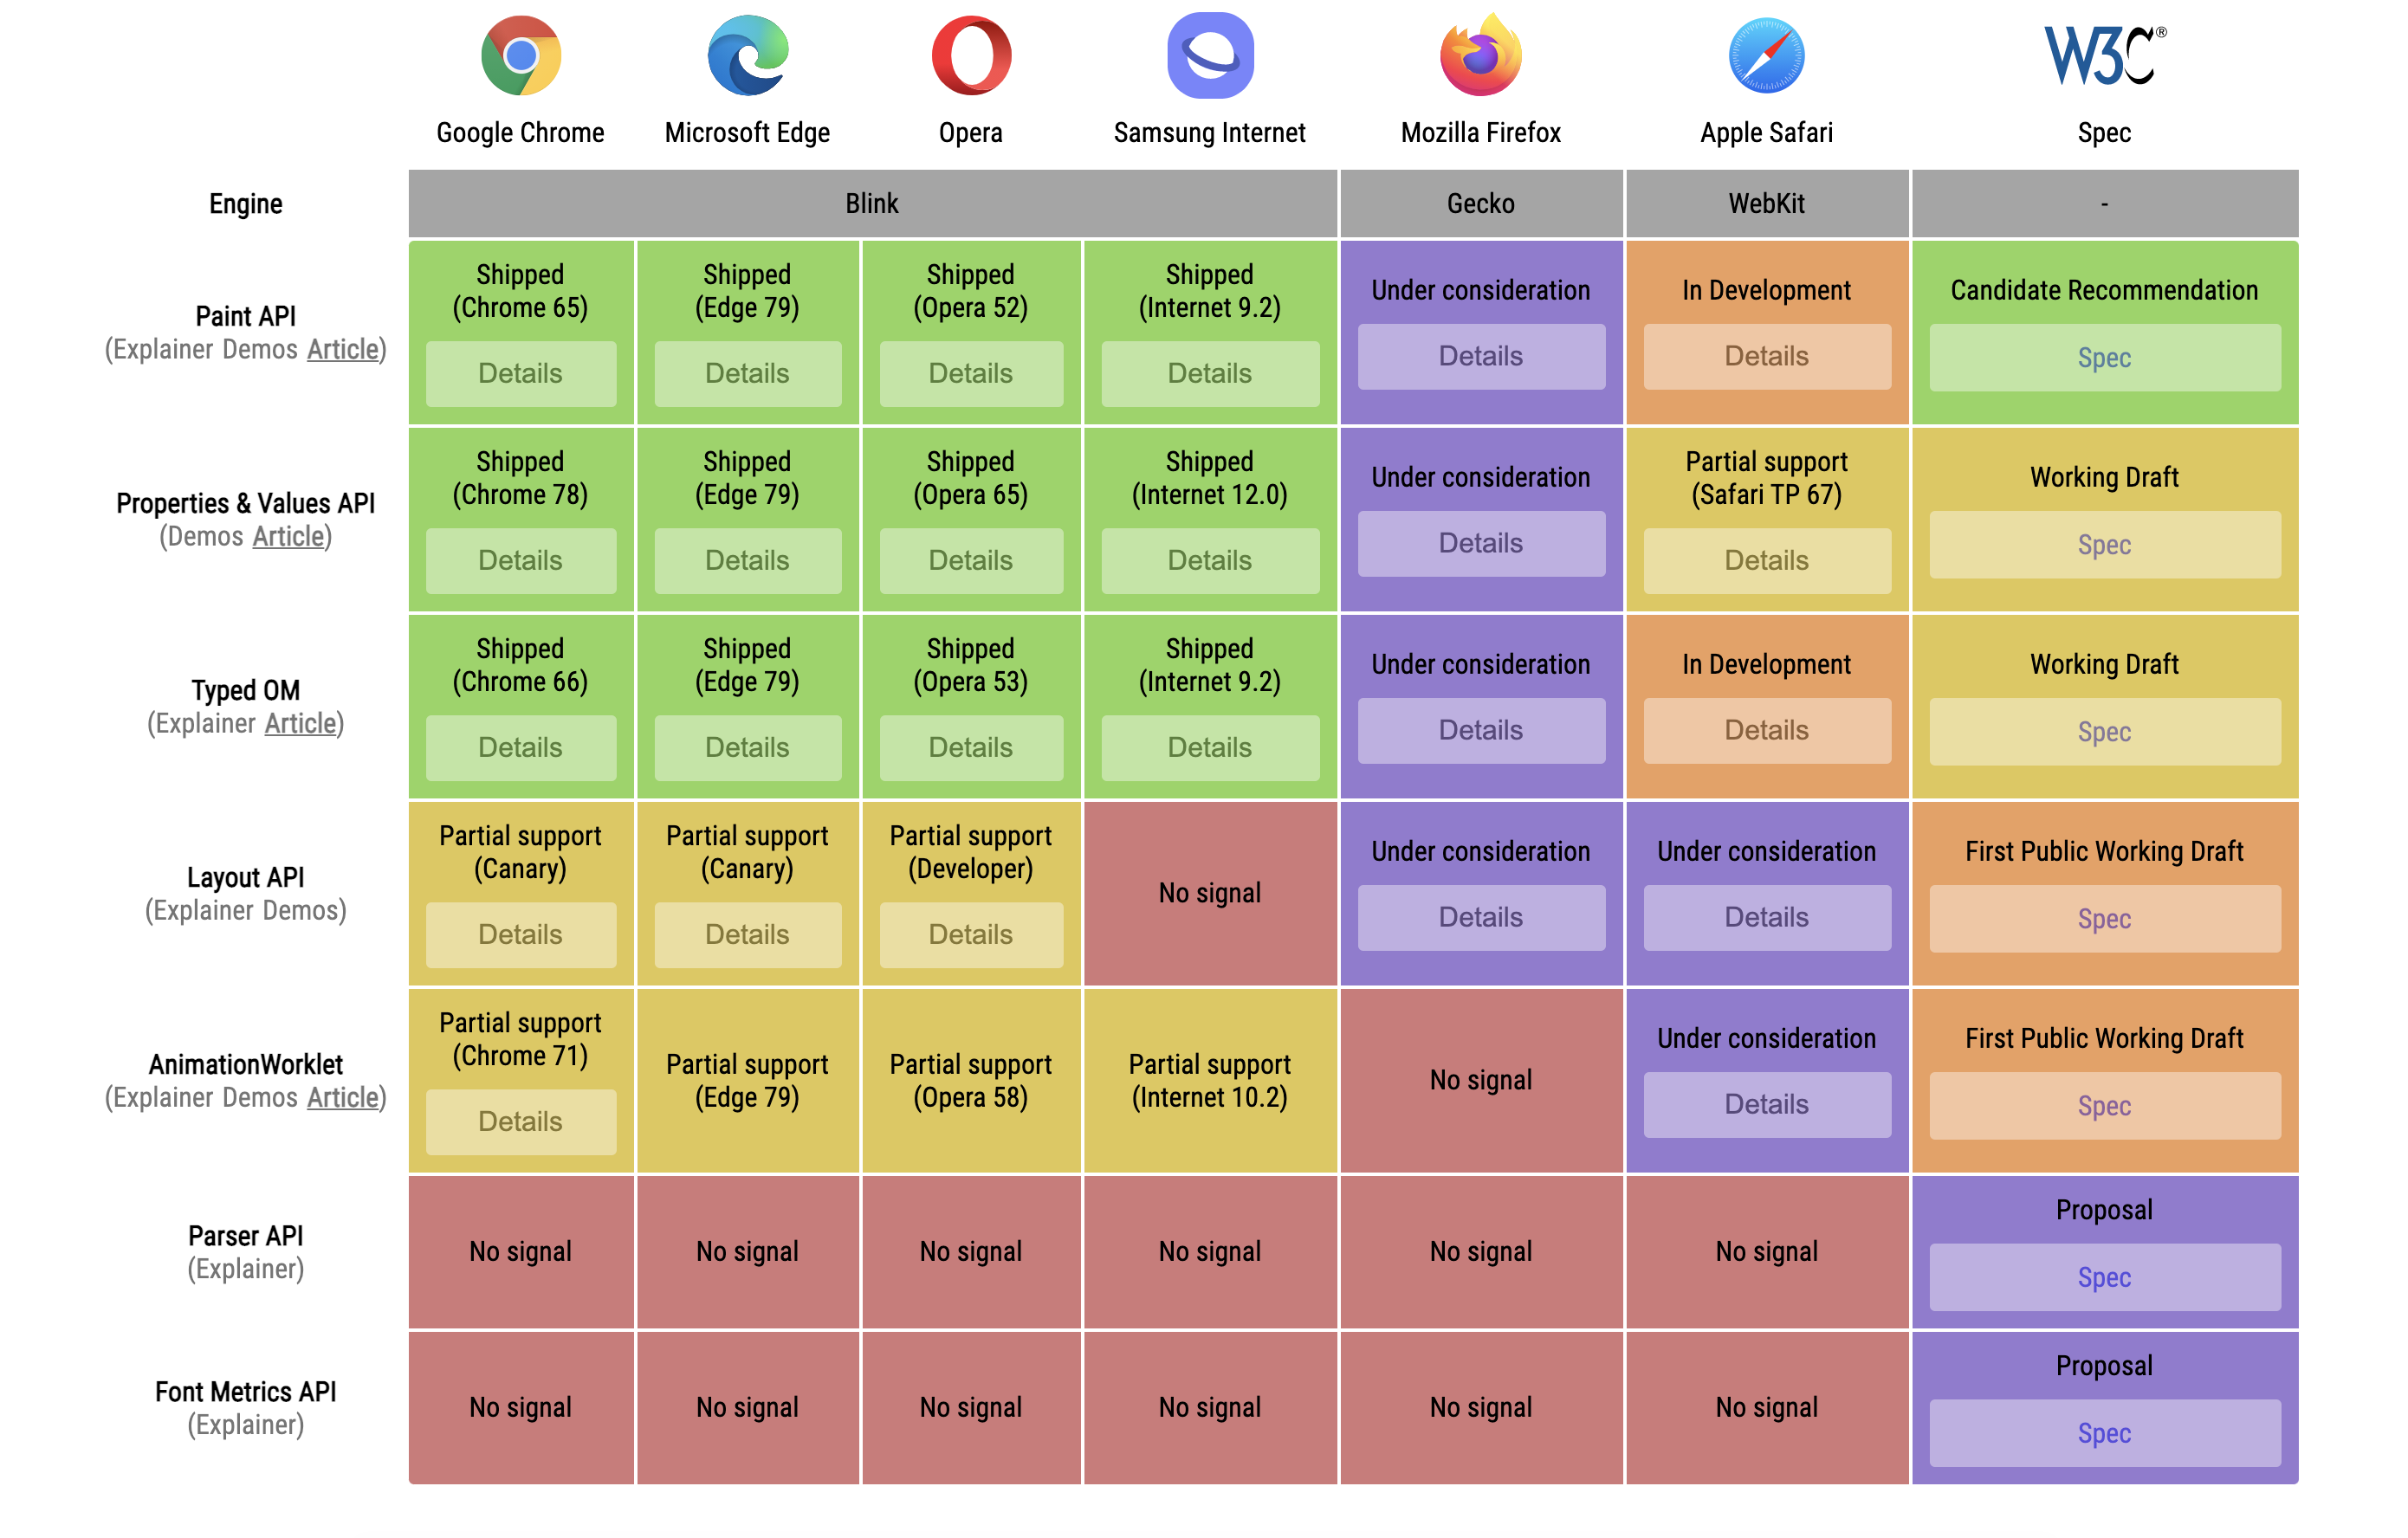 W3C®
Google Chrome Microsoft Edge Opera Samsung Internet Mozilla Firefox Apple Safari Spec
Engine Blink Gecko WebKit -
Paint API
(Explainer Demos Article)
Shipped
(Chrome 65)
Details
Shipped
(Edge 79)
Details
Shipped
(Opera 52)
Details
Shipped
(Internet 9.2)
Details
Under consideration
Details
In Development
Details
Candidate Recommendation
Spec
Properties & Values API
(Demos Article)
Shipped
(Chrome 78)
Details
Shipped
(Edge 79)
Details
Shipped
(Opera 65)
Details
Shipped
(Internet 12.0)
Details
Under consideration
Details
Partial support
(Safari TP 67)
Details
Working Draft
Spec
Typed OM
(Explainer Article)
Shipped
(Chrome 66)
Details
Shipped
(Edge 79)
Details
Shipped
(Opera 53)
Details
Shipped
(Internet 9.2)
Details
Under consideration
Details
In Development
Details
Working Draft
Spec
Layout API
(Explainer Demos)
Partial support
(Canary)
Details
Partial support
(Canary)
Details
Partial support
(Developer)
Details
No signal
Under consideration
Details
Under consideration
Details
First Public Working Draft
Spec
AnimationWorklet
(Explainer Demos Article)
Partial support
(Chrome 71)
Details
Partial support
(Edge 79)
Partial support
(Opera 58)
Partial support
(Internet 10.2)
No signal
Under consideration
Details
First Public Working Draft
Spec
Parser API
(Explainer)
No signal
No signal
No signal
No signal
No signal
No signal
Proposal
Spec
Font Metrics API
(Explainer)
No signal
No signal
No signal
No signal
No signal
No signal
Proposal
Spec